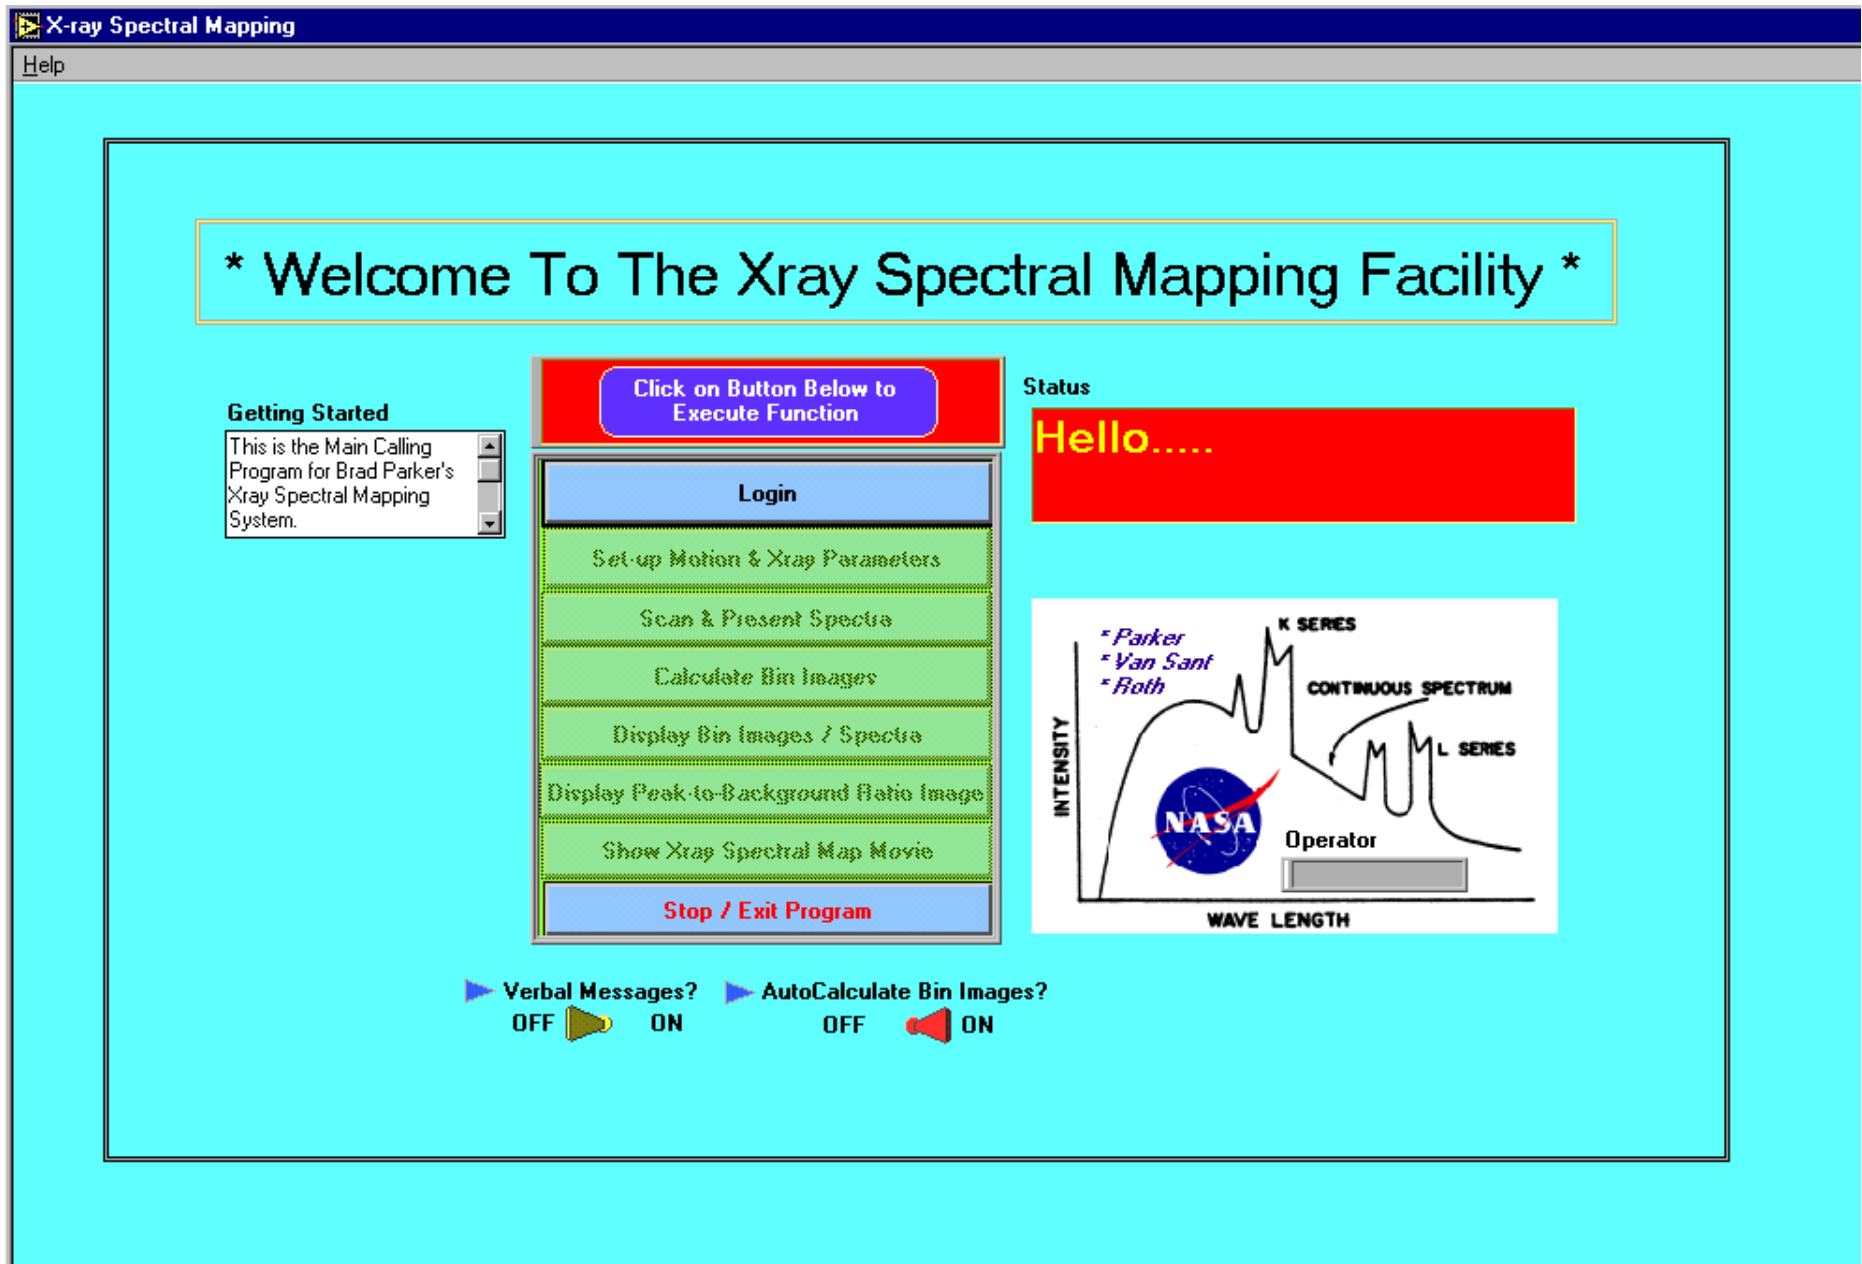 X-ray Spectral Mapping
Help
* Welcome To The Xray Spectral Mapping Facility *
Getting Started
This is the Main Calling
Program for Brad Parker's
Xray Spectral Mapping
System.
Click on Button Below to
Execute Function
Login
Set-up Motion & Xray Parameters
Scan & Present Spectra
Calculate Bin Images
Display Bin Images / Spectra
Display Peak-to-Background Ratio Image
Show Xray Spectral Map Movie
Stop / Exit Program
Status
Hello.....
* Parker
* Van Sant
* Roth
K SERIES
CONTINUOUS SPECTRUM
L SERIES
INTENSITY
NASA
Operator
WAVE LENGTH
Verbal Messages?
OFF ON
AutoCalculate Bin Images?
OFF ON